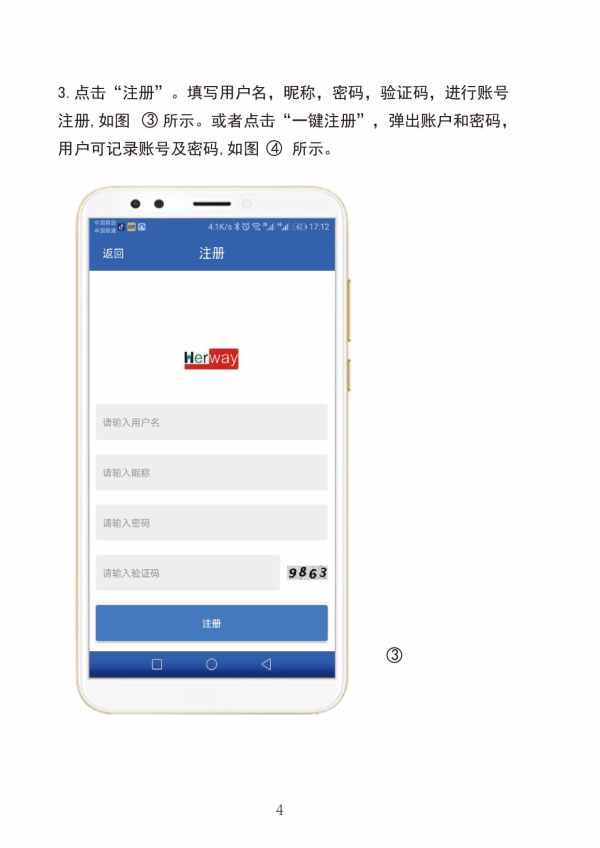 3.点击“注册”。填写用户名，昵称，密码，验证码，进行账号
注册,如图 ③ 所示。或者点击“一键注册”，弹出账户和密码，
用户可记录账号及密码,如图 ④ 所示。
中国移动
中国联通
4.1K/s 42 17:12
返回 注册
Herway
请输入用户名
请输入昵称
请输入密码
请输入验证码 9863
注册
③
4